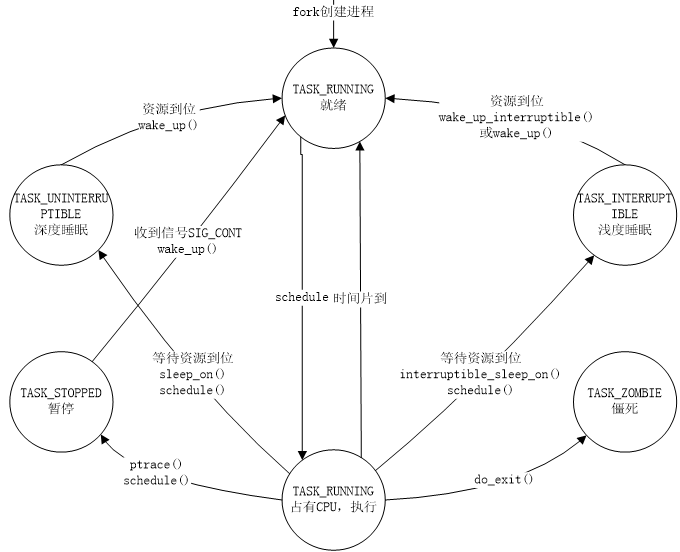 fork创建进程
TASK_RUNNING
就绪
资源到位
wake_up()
资源到位
wake_up_interruptible()
或wake_up()
TASK_UNINTERRU
PTIBLE
深度睡眠
TASK_INTERRUPT
IBLE
浅度睡眠
收到信号SIG_CONT
wake_up()
schedule
时间片到
等待资源到位
sleep_on()
schedule()
等待资源到位
interruptible_sleep_on()
schedule()
TASK_STOPPED
暂停
TASK_ZOMBIE
僵死
ptrace()
schedule()
do_exit()
TASK_RUNNING
占有CPU，执行